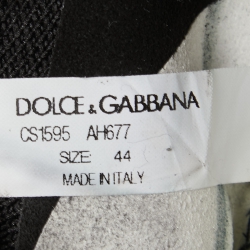 DOLCE & GABBANA
CS1595 AH677
SIZE: 44
MADE IN ITALY